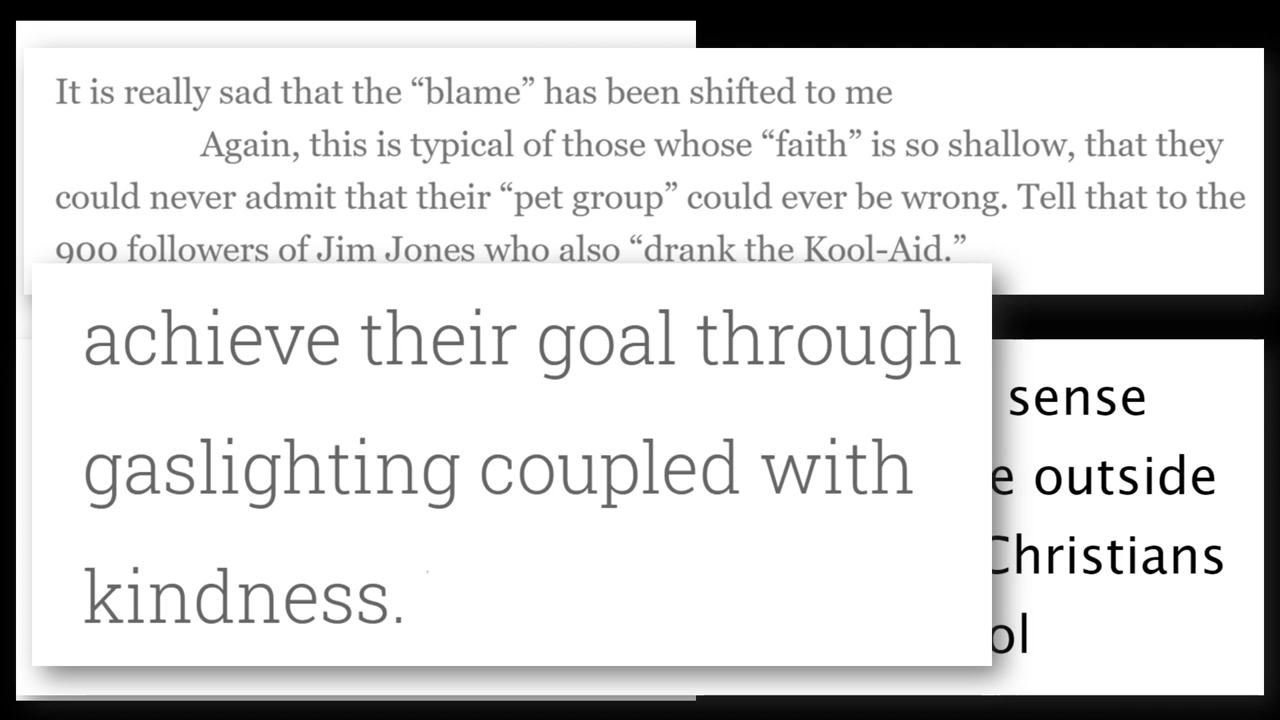 It is really sad that the “blame” has been shifted to me
Again, this is typical of those whose “faith” is so shallow, that they
could never admit that their “pet group” could ever be wrong. Tell that to the
900 followers of Jim Jones who also “drank the Kool-Aid.”
achieve their goal through
gaslighting coupled with
kindness.
sense
outside
Christians